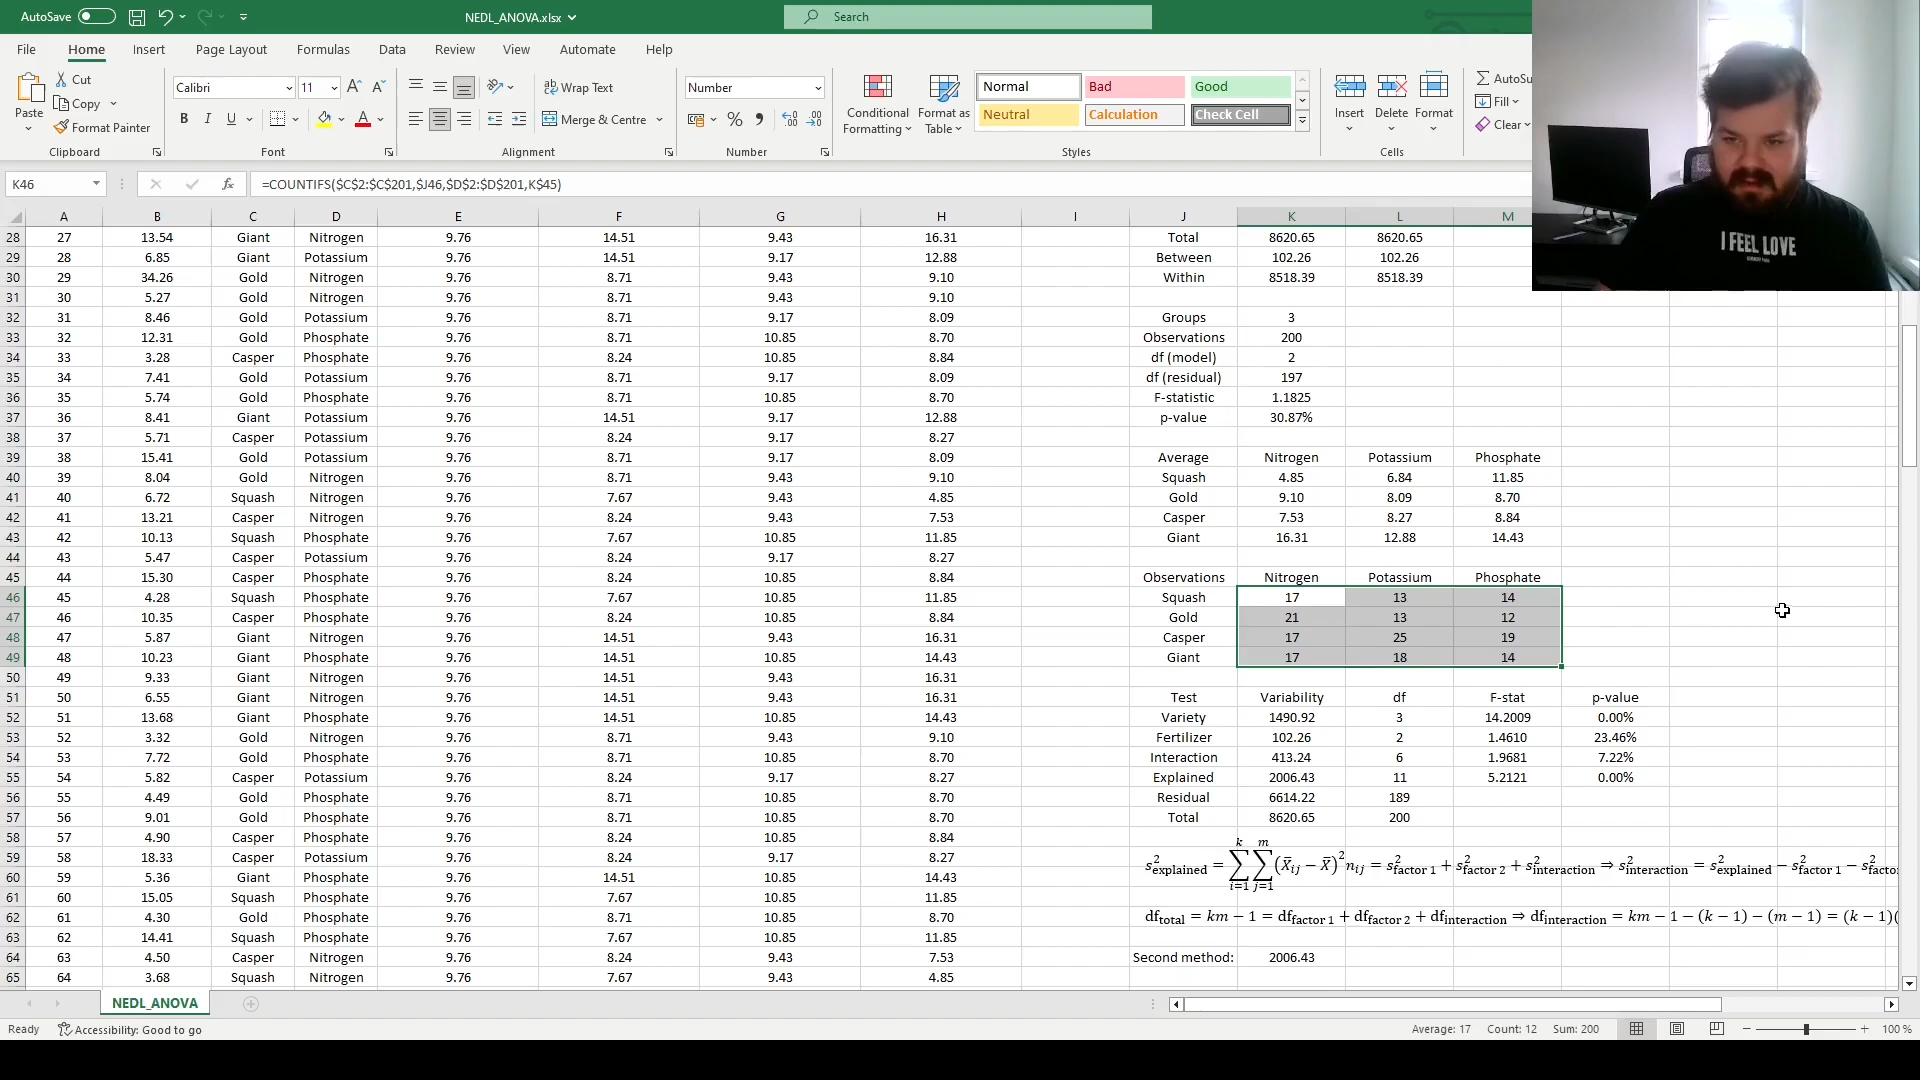 AutoSave NEDL_ANOVA.xlsx Search
File Home Insert Page Layout Formulas Data Review View Automate Help
Paste Cut Copy Format Painter Calibri 11 B I U A Wrap Text Merge & Centre Number % Conditional Formatting Format as Table Normal Bad Good Neutral Calculation Check Cell Insert Delete Format AutoSu Fill Clear
Clipboard Font Alignment Number Styles Cells
K46 fx =COUNTIFS($C$2:$C$201,$J46,$D$2:$D$201,K$45)
A B C D E F G H I J K L M
28 27 13.54 Giant Nitrogen 9.76 14.51 9.43 16.31 Total 8620.65 8620.65
29 28 6.85 Giant Potassium 9.76 14.51 9.17 12.88 Between 102.26 102.26
30 29 34.26 Gold Nitrogen 9.76 8.71 9.43 9.10 Within 8518.39 8518.39
31 30 5.27 Gold Nitrogen 9.76 8.71 9.43 9.10
32 31 8.46 Gold Potassium 9.76 8.71 9.17 8.09 Groups 3
33 32 12.31 Gold Phosphate 9.76 8.71 10.85 8.70 Observations 200
34 33 3.28 Casper Phosphate 9.76 8.24 10.85 8.84 df (model) 2
35 34 7.41 Gold Potassium 9.76 8.71 9.17 8.09 df (residual) 197
36 35 5.74 Gold Phosphate 9.76 8.71 10.85 8.70 F-statistic 1.1825
37 36 8.41 Giant Potassium 9.76 14.51 9.17 12.88 p-value 30.87%
38 37 5.71 Casper Potassium 9.76 8.24 9.17 8.27
39 38 15.41 Gold Potassium 9.76 8.71 9.17 8.09 Average Nitrogen Potassium Phosphate
40 39 8.04 Gold Nitrogen 9.76 8.71 9.43 9.10 Squash 4.85 6.84 11.85
41 40 6.72 Squash Nitrogen 9.76 7.67 9.43 4.85 Gold 9.10 8.09 8.70
42 41 13.21 Casper Nitrogen 9.76 8.24 9.43 7.53 Casper 7.53 8.27 8.84
43 42 10.13 Squash Phosphate 9.76 7.67 10.85 11.85 Giant 16.31 12.88 14.43
44 43 5.47 Casper Potassium 9.76 8.24 9.17 8.27
45 44 15.30 Casper Phosphate 9.76 8.24 10.85 8.84 Observations Nitrogen Potassium Phosphate
46 45 4.28 Squash Phosphate 9.76 7.67 10.85 11.85 Squash 17 13 14
47 46 10.35 Casper Phosphate 9.76 8.24 10.85 8.84 Gold 21 13 12
48 47 5.87 Giant Nitrogen 9.76 14.51 9.43 16.31 Casper 17 25 19
49 48 10.23 Giant Phosphate 9.76 14.51 10.85 14.43 Giant 17 18 14
50 49 9.33 Giant Nitrogen 9.76 14.51 9.43 16.31
51 50 6.55 Giant Nitrogen 9.76 14.51 9.43 16.31 Test Variability df F-stat p-value
52 51 13.68 Giant Phosphate 9.76 14.51 10.85 14.43 Variety 1490.92 3 14.2009 0.00%
53 52 3.32 Gold Nitrogen 9.76 8.71 9.43 9.10 Fertilizer 102.26 2 1.4610 23.46%
54 53 7.72 Gold Phosphate 9.76 8.71 10.85 8.70 Interaction 413.24 6 1.9681 7.22%
55 54 5.82 Casper Potassium 9.76 8.24 9.17 8.27 Explained 2006.43 11 5.2121 0.00%
56 55 4.49 Gold Phosphate 9.76 8.71 10.85 8.70 Residual 6614.22 189
57 56 9.01 Gold Phosphate 9.76 8.71 10.85 8.70 Total 8620.65 200
58 57 4.90 Casper Phosphate 9.76 8.24 10.85 8.84
59 58 18.33 Casper Potassium 9.76 8.24 9.17 8.27
60 59 5.36 Giant Phosphate 9.76 14.51 10.85 14.43
s²explained = ∑i=1k ∑j=1m (X̄ij − X̄)² nij = s²factor 1 + s²factor 2 + s²interaction ⇒ s²interaction = s²explained − s²factor 1 − s²facto
61 60 15.05 Squash Phosphate 9.76 7.67 10.85 11.85
62 61 4.30 Gold Phosphate 9.76 8.71 10.85 8.70
dftotal = km − 1 = dffactor 1 + dffactor 2 + dfinteraction ⇒ dfinteraction = km − 1 − (k − 1) − (m − 1) = (k − 1)(
63 62 14.41 Squash Phosphate 9.76 7.67 10.85 11.85
64 63 4.50 Casper Nitrogen 9.76 8.24 9.43 7.53 Second method: 2006.43
65 64 3.68 Squash Nitrogen 9.76 7.67 9.43 4.85
NEDL_ANOVA
Ready Accessibility: Good to go Average: 17 Count: 12 Sum: 200 100 %
I FEEL LOVE